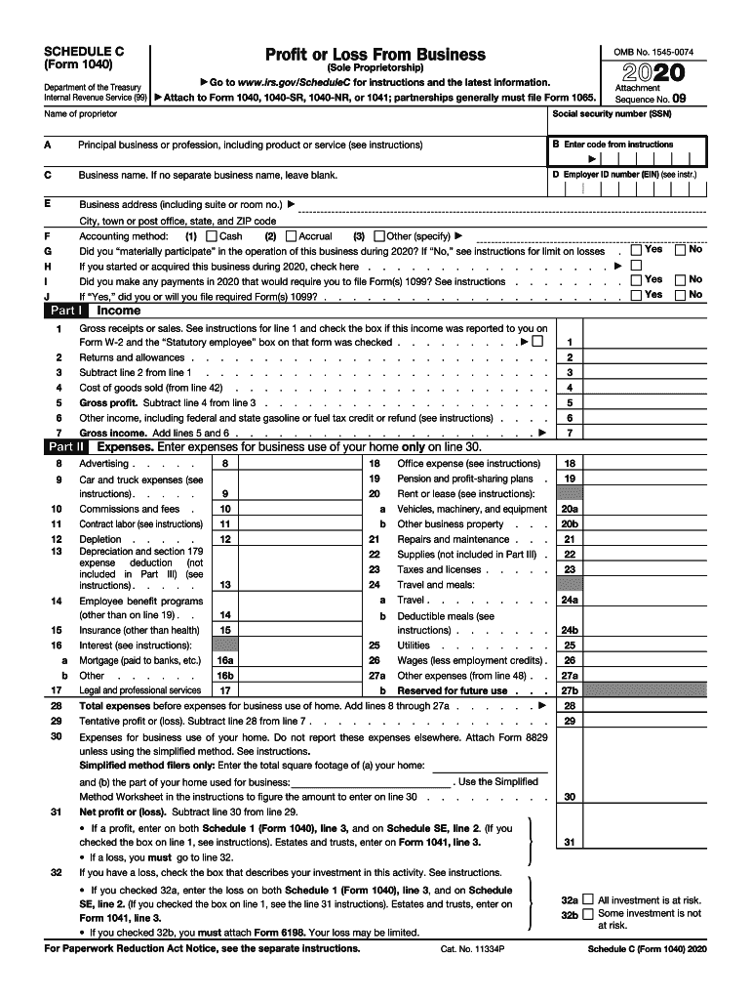 SCHEDULE C
(Form 1040)
Department of the Treasury
Internal Revenue Service (99)
Profit or Loss From Business
(Sole Proprietorship)
▶ Go to www.irs.gov/ScheduleC for instructions and the latest information.
▶ Attach to Form 1040, 1040-SR, 1040-NR, or 1041; partnerships generally must file Form 1065.
OMB No. 1545-0074
2020
Attachment
Sequence No. 09
Name of proprietor
Social security number (SSN)
A Principal business or profession, including product or service (see instructions)
B Enter code from instructions
▶
C Business name. If no separate business name, leave blank.
D Employer ID number (EIN) (see instr.)
E Business address (including suite or room no.) ▶
City, town or post office, state, and ZIP code
F Accounting method: (1) Cash (2) Accrual (3) Other (specify) ▶
G Did you “materially participate” in the operation of this business during 2020? If “No,” see instructions for limit on losses . Yes No
H If you started or acquired this business during 2020, check here . . . . . . . . . . . . . . . . . ▶
I Did you make any payments in 2020 that would require you to file Form(s) 1099? See instructions . . . . . . . . Yes No
J If “Yes,” did you or will you file required Form(s) 1099? . . . . . . . . . . . . . . . . . . . . . Yes No
Part I Income
1 Gross receipts or sales. See instructions for line 1 and check the box if this income was reported to you on
Form W-2 and the “Statutory employee” box on that form was checked . . . . . . . . . ▶ 1
2 Returns and allowances . . . . . . . . . . . . . . . . . . . . . . . . 2
3 Subtract line 2 from line 1 . . . . . . . . . . . . . . . . . . . . . . . 3
4 Cost of goods sold (from line 42) . . . . . . . . . . . . . . . . . . . . . 4
5 Gross profit. Subtract line 4 from line 3 . . . . . . . . . . . . . . . . . . . 5
6 Other income, including federal and state gasoline or fuel tax credit or refund (see instructions) . . . . 6
7 Gross income. Add lines 5 and 6 . . . . . . . . . . . . . . . . . . . . ▶ 7
Part II Expenses. Enter expenses for business use of your home only on line 30.
8 Advertising . . . . . 8
9 Car and truck expenses (see
instructions) . . . . . 9
10 Commissions and fees . 10
11 Contract labor (see instructions) 11
12 Depletion . . . . . 12
13 Depreciation and section 179
expense deduction (not
included in Part III) (see
instructions) . . . . . 13
14 Employee benefit programs
(other than on line 19) . . 14
15 Insurance (other than health) 15
16 Interest (see instructions):
a Mortgage (paid to banks, etc.) 16a
b Other . . . . . . 16b
17 Legal and professional services 17
18 Office expense (see instructions) 18
19 Pension and profit-sharing plans . 19
20 Rent or lease (see instructions):
a Vehicles, machinery, and equipment 20a
b Other business property . . . 20b
21 Repairs and maintenance . . . 21
22 Supplies (not included in Part III) . 22
23 Taxes and licenses . . . . . 23
24 Travel and meals:
a Travel . . . . . . . . . 24a
b Deductible meals (see
instructions) . . . . . . . 24b
25 Utilities . . . . . . . . 25
26 Wages (less employment credits) . 26
27a Other expenses (from line 48) . . 27a
b Reserved for future use . . . 27b
28 Total expenses before expenses for business use of home. Add lines 8 through 27a . . . . . . ▶ 28
29 Tentative profit or (loss). Subtract line 28 from line 7 . . . . . . . . . . . . . . . . 29
30 Expenses for business use of your home. Do not report these expenses elsewhere. Attach Form 8829
unless using the simplified method. See instructions.
Simplified method filers only: Enter the total square footage of (a) your home:
and (b) the part of your home used for business: . Use the Simplified
Method Worksheet in the instructions to figure the amount to enter on line 30 . . . . . . . . . 30
31 Net profit or (loss). Subtract line 30 from line 29.
• If a profit, enter on both Schedule 1 (Form 1040), line 3, and on Schedule SE, line 2. (If you
checked the box on line 1, see instructions). Estates and trusts, enter on Form 1041, line 3.
• If a loss, you must go to line 32.
31
32 If you have a loss, check the box that describes your investment in this activity. See instructions.
• If you checked 32a, enter the loss on both Schedule 1 (Form 1040), line 3, and on Schedule
SE, line 2. (If you checked the box on line 1, see the line 31 instructions). Estates and trusts, enter on
Form 1041, line 3.
• If you checked 32b, you must attach Form 6198. Your loss may be limited.
32a All investment is at risk.
32b Some investment is not
at risk.
For Paperwork Reduction Act Notice, see the separate instructions.
Cat. No. 11334P
Schedule C (Form 1040) 2020